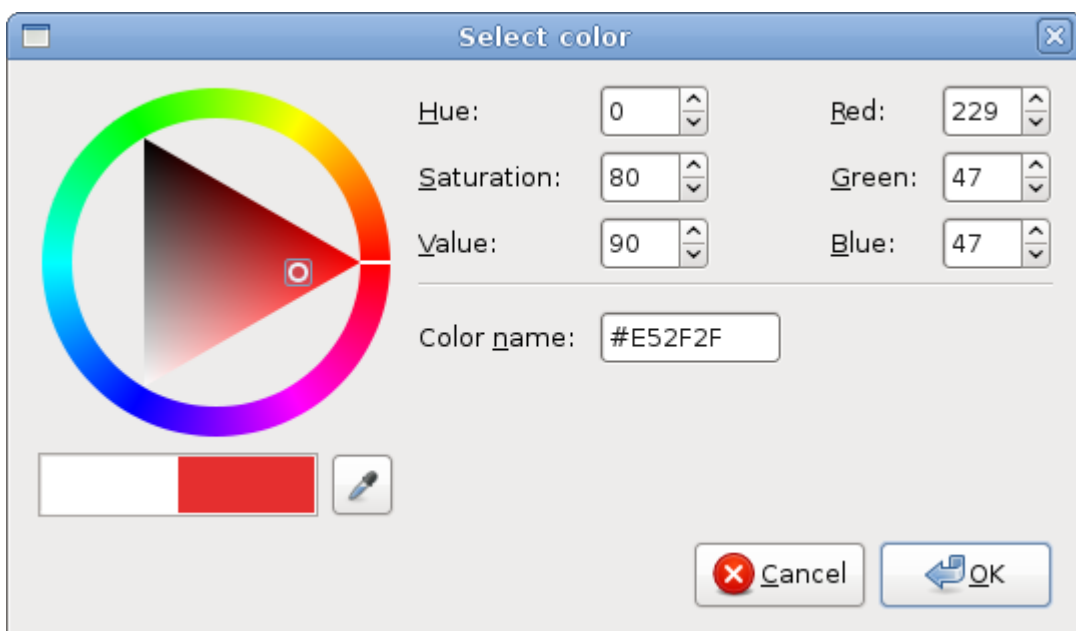 Select color
Hue: 0 Red: 229
Saturation: 80 Green: 47
Value: 90 Blue: 47
Color name: #E52F2F
Cancel OK